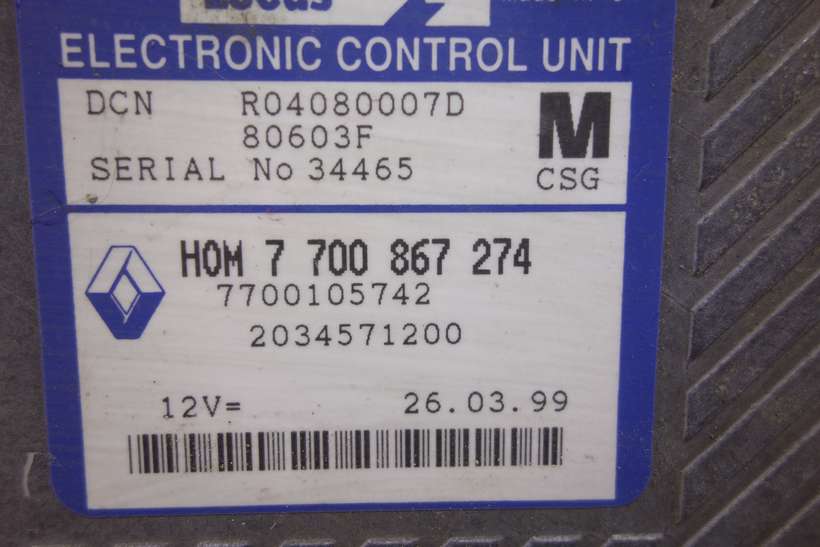 Lucas
ELECTRONIC CONTROL UNIT
DCN R04080007D
80603F
M
SERIAL No 34465
CSG
HOM 7 700 867 274
7700105742
2034571200
12V= 26.03.99